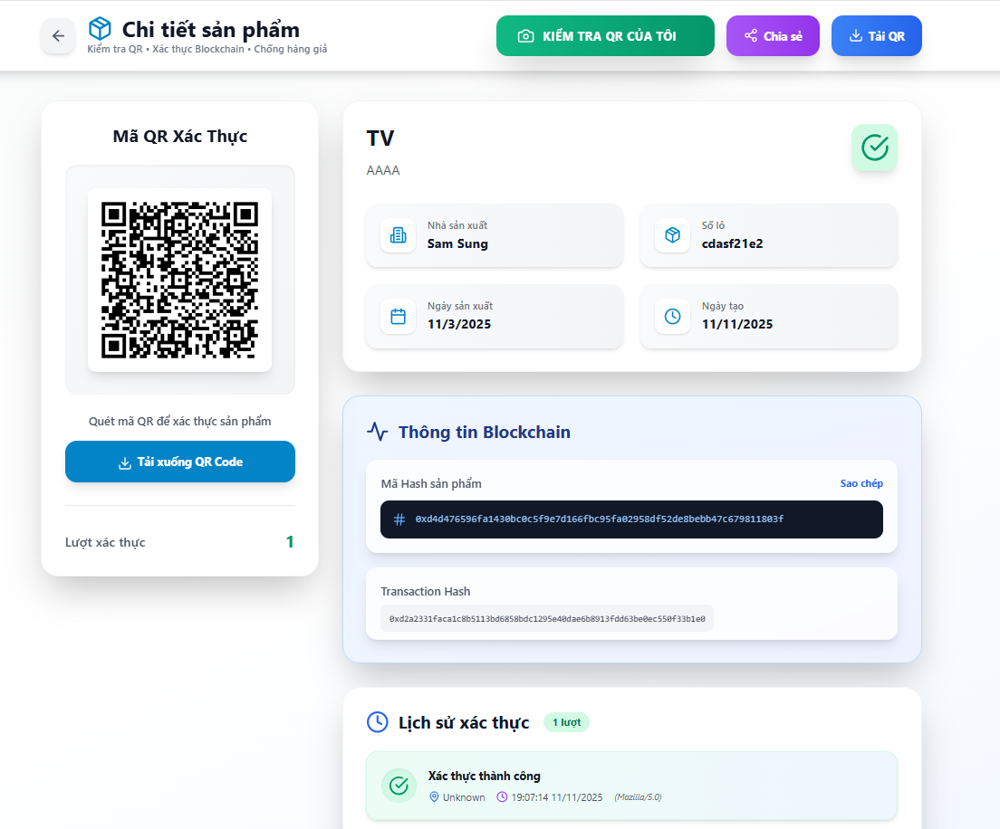 Chi tiết sản phẩm
Kiểm tra QR • Xác thực Blockchain • Chống hàng giả
KIỂM TRA QR CỦA TÔI
Chia sẻ
Tải QR
Mã QR Xác Thực
Quét mã QR để xác thực sản phẩm
Tải xuống QR Code
Lượt xác thực
1
TV
AAAA
Nhà sản xuất
Sam Sung
Số lô
cdasf21e2
Ngày sản xuất
11/3/2025
Ngày tạo
11/11/2025
Thông tin Blockchain
Mã Hash sản phẩm
Sao chép
# 0xd4d476596fa1430bc0c5f9e7d166fbc95fa02958df52de8bebb47c679811803f
Transaction Hash
0xd2a2331faca1c8b5113bd6858bdc1295e40dae6b8913fdd63be0ec550f33b1e0
Lịch sử xác thực
1 lượt
Xác thực thành công
Unknown
19:07:14 11/11/2025
(Mozilla/5.0)